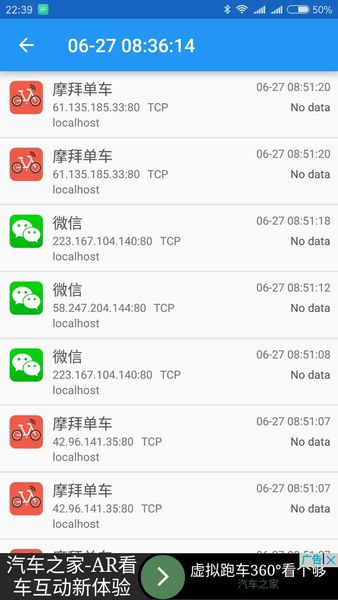 22:39 50%
06-27 08:36:14
摩拜单车 06-27 08:51:20
61.135.185.33:80 TCP No data
localhost
摩拜单车 06-27 08:51:20
61.135.185.33:80 TCP No data
localhost
微信 06-27 08:51:18
223.167.104.140:80 TCP No data
localhost
微信 06-27 08:51:12
58.247.204.144:80 TCP No data
localhost
微信 06-27 08:51:08
223.167.104.140:80 TCP No data
localhost
摩拜单车 06-27 08:51:07
42.96.141.35:80 TCP No data
localhost
摩拜单车 06-27 08:51:07
42.96.141.35:80 TCP No data
localhost
广告
汽车之家-AR看
车互动新体验
虚拟跑车360°看个够
汽车之家